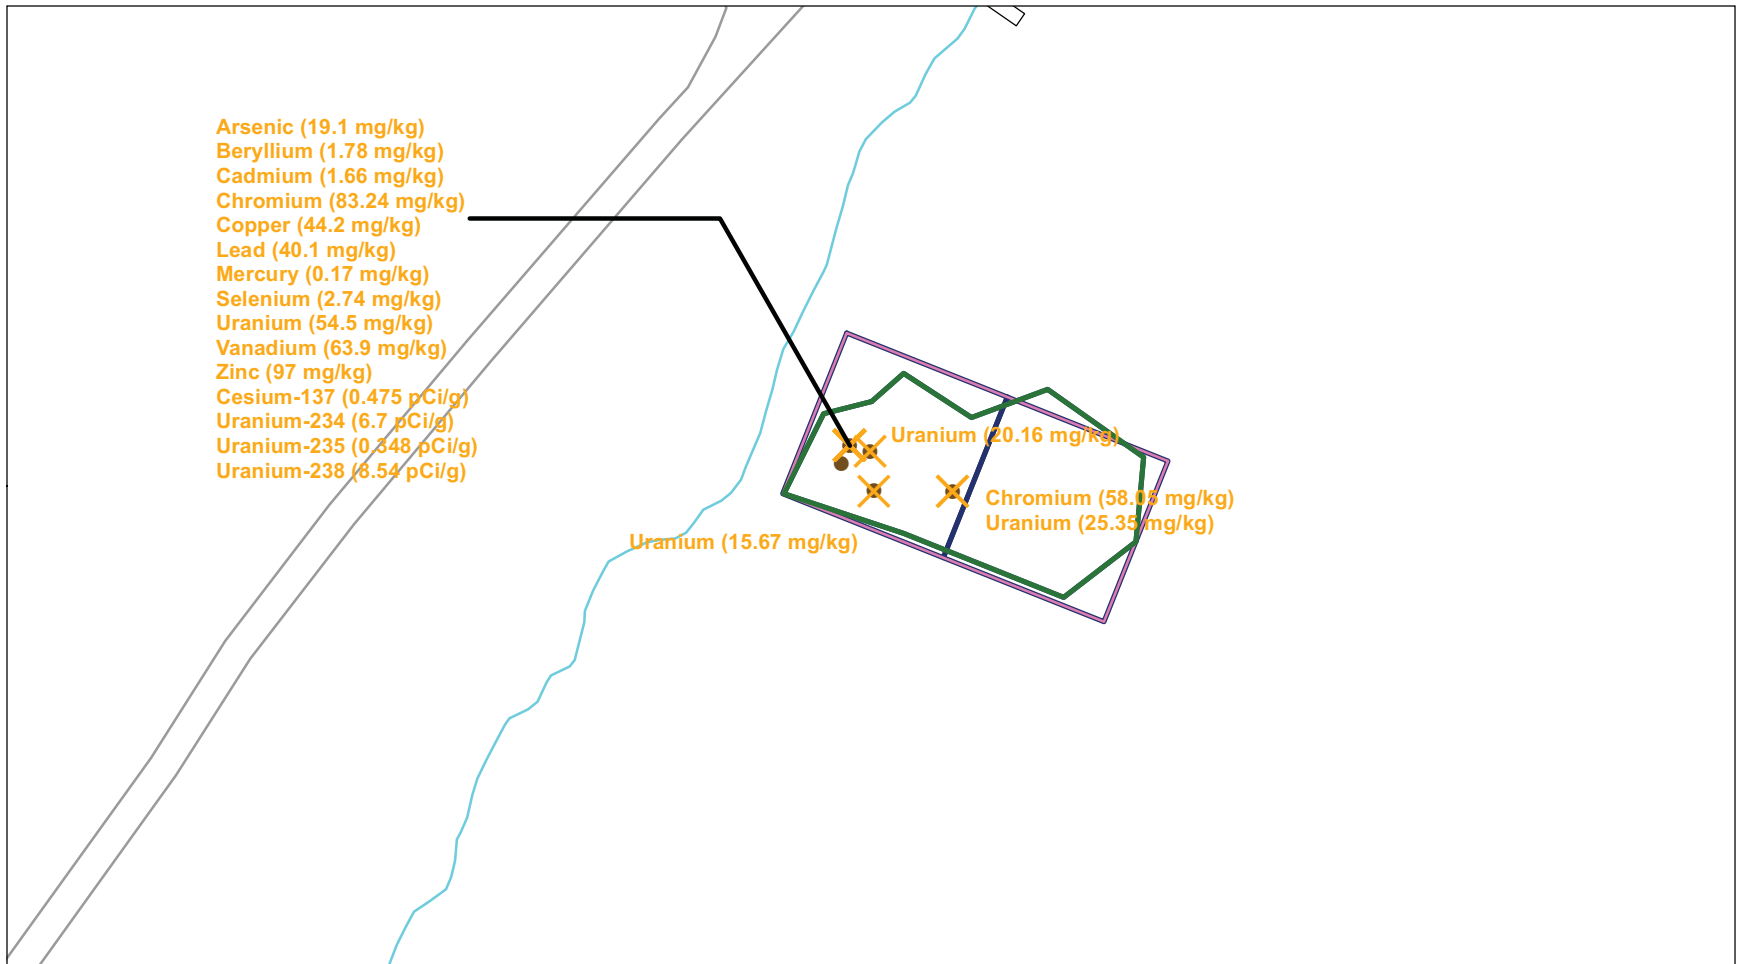 Arsenic (19.1 mg/kg)
Beryllium (1.78 mg/kg)
Cadmium (1.66 mg/kg)
Chromium (83.24 mg/kg)
Copper (44.2 mg/kg)
Lead (40.1 mg/kg)
Mercury (0.17 mg/kg)
Selenium (2.74 mg/kg)
Uranium (54.5 mg/kg)
Vanadium (63.9 mg/kg)
Zinc (97 mg/kg)
Cesium-137 (0.475 pCi/g)
Uranium-234 (6.7 pCi/g)
Uranium-235 (0.348 pCi/g)
Uranium-238 (8.54 pCi/g)
Uranium (20.16 mg/kg)
Chromium (58.05 mg/kg)
Uranium (25.35 mg/kg)
Uranium (15.67 mg/kg)